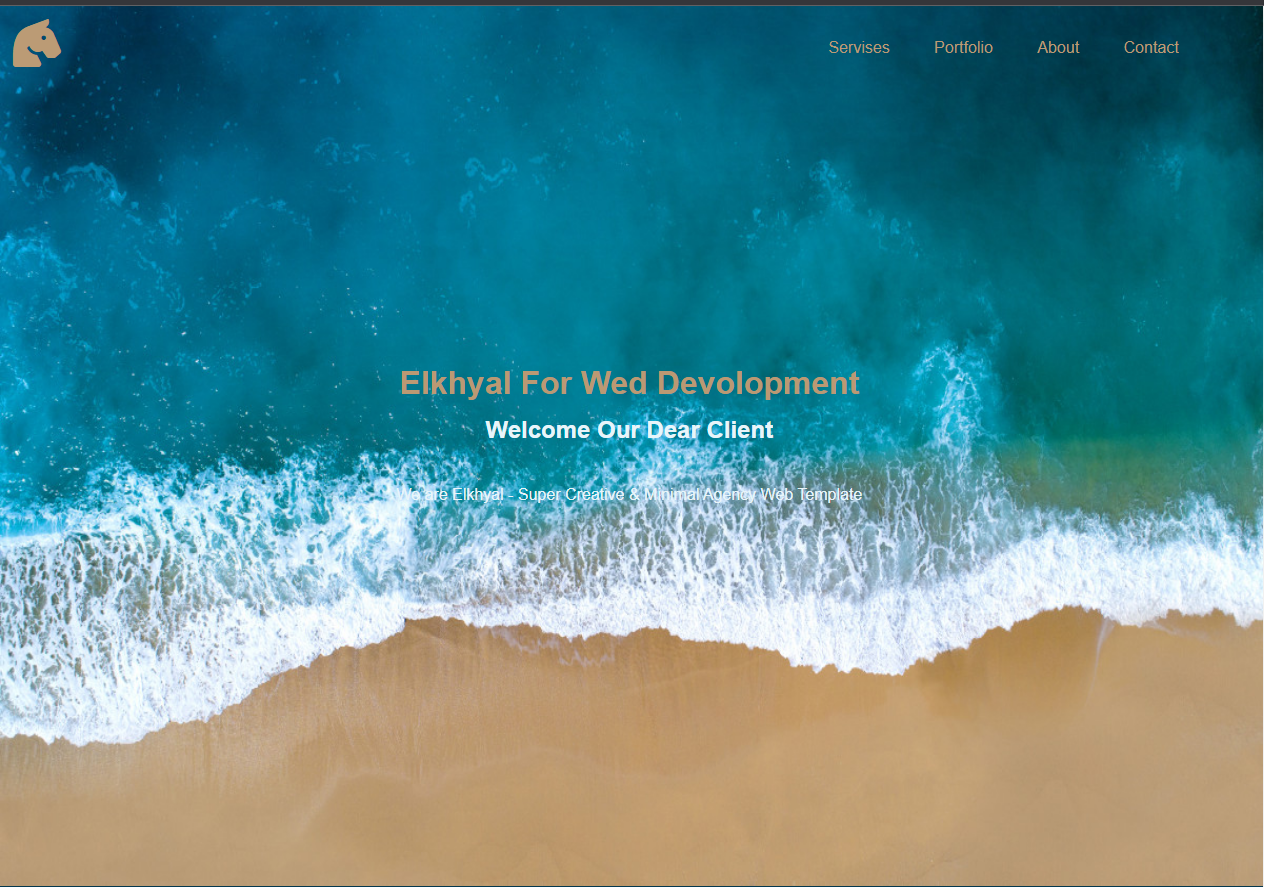 Servises Portfolio About Contact
Elkhyal For Wed Devolopment
Welcome Our Dear Client
We are Elkhyal - Super Creative & Minimal Agency Web Template